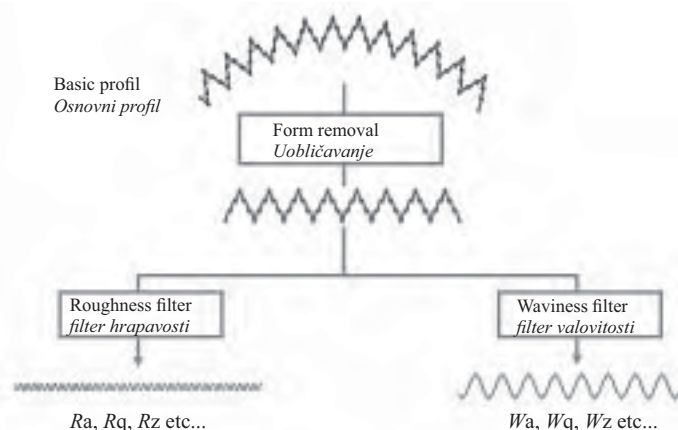 Basic profil
Osnovni profil
Form removal
Uobličavanje
Roughness filter
filter hrapavosti
Waviness filter
filter valovitosti
Ra, Rq, Rz etc...
Wa, Wq, Wz etc...